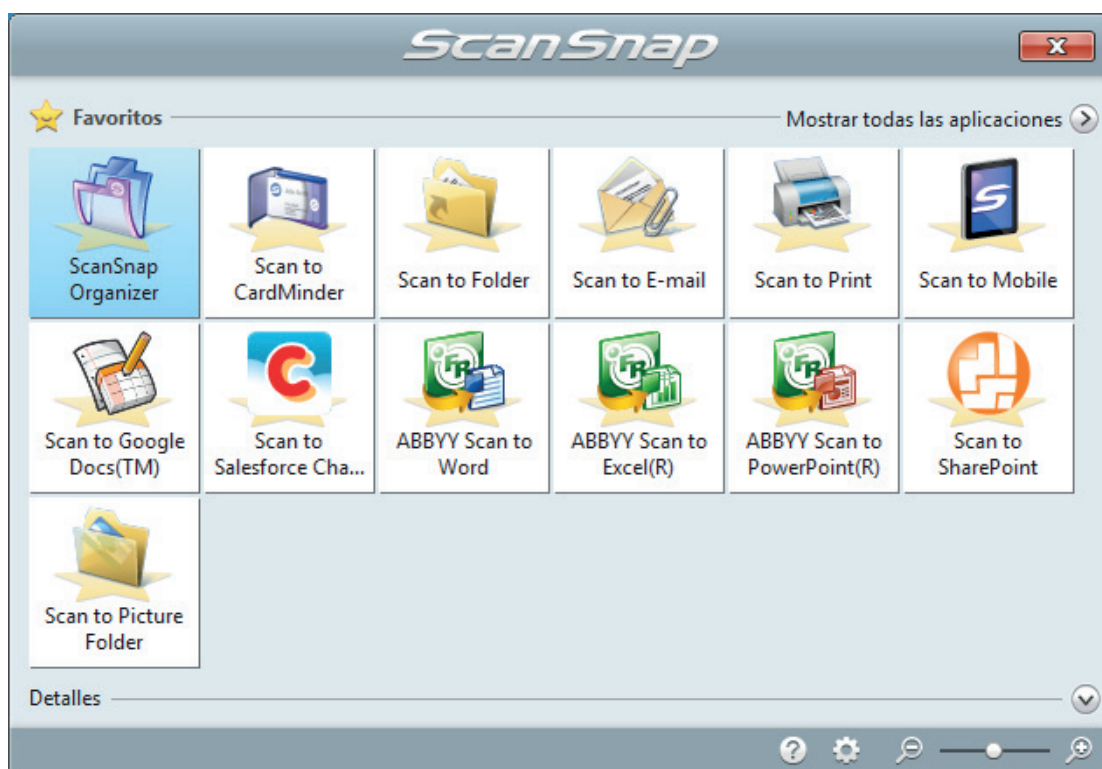 ScanSnap
Favoritos
Mostrar todas las aplicaciones
ScanSnap
Organizer
Scan to
CardMinder
Scan to Folder
Scan to E-mail
Scan to Print
Scan to Mobile
Scan to Google
Docs(TM)
Scan to
Salesforce Cha...
ABBYY Scan to
Word
ABBYY Scan to
Excel(R)
ABBYY Scan to
PowerPoint(R)
Scan to
SharePoint
Scan to Picture
Folder
Detalles